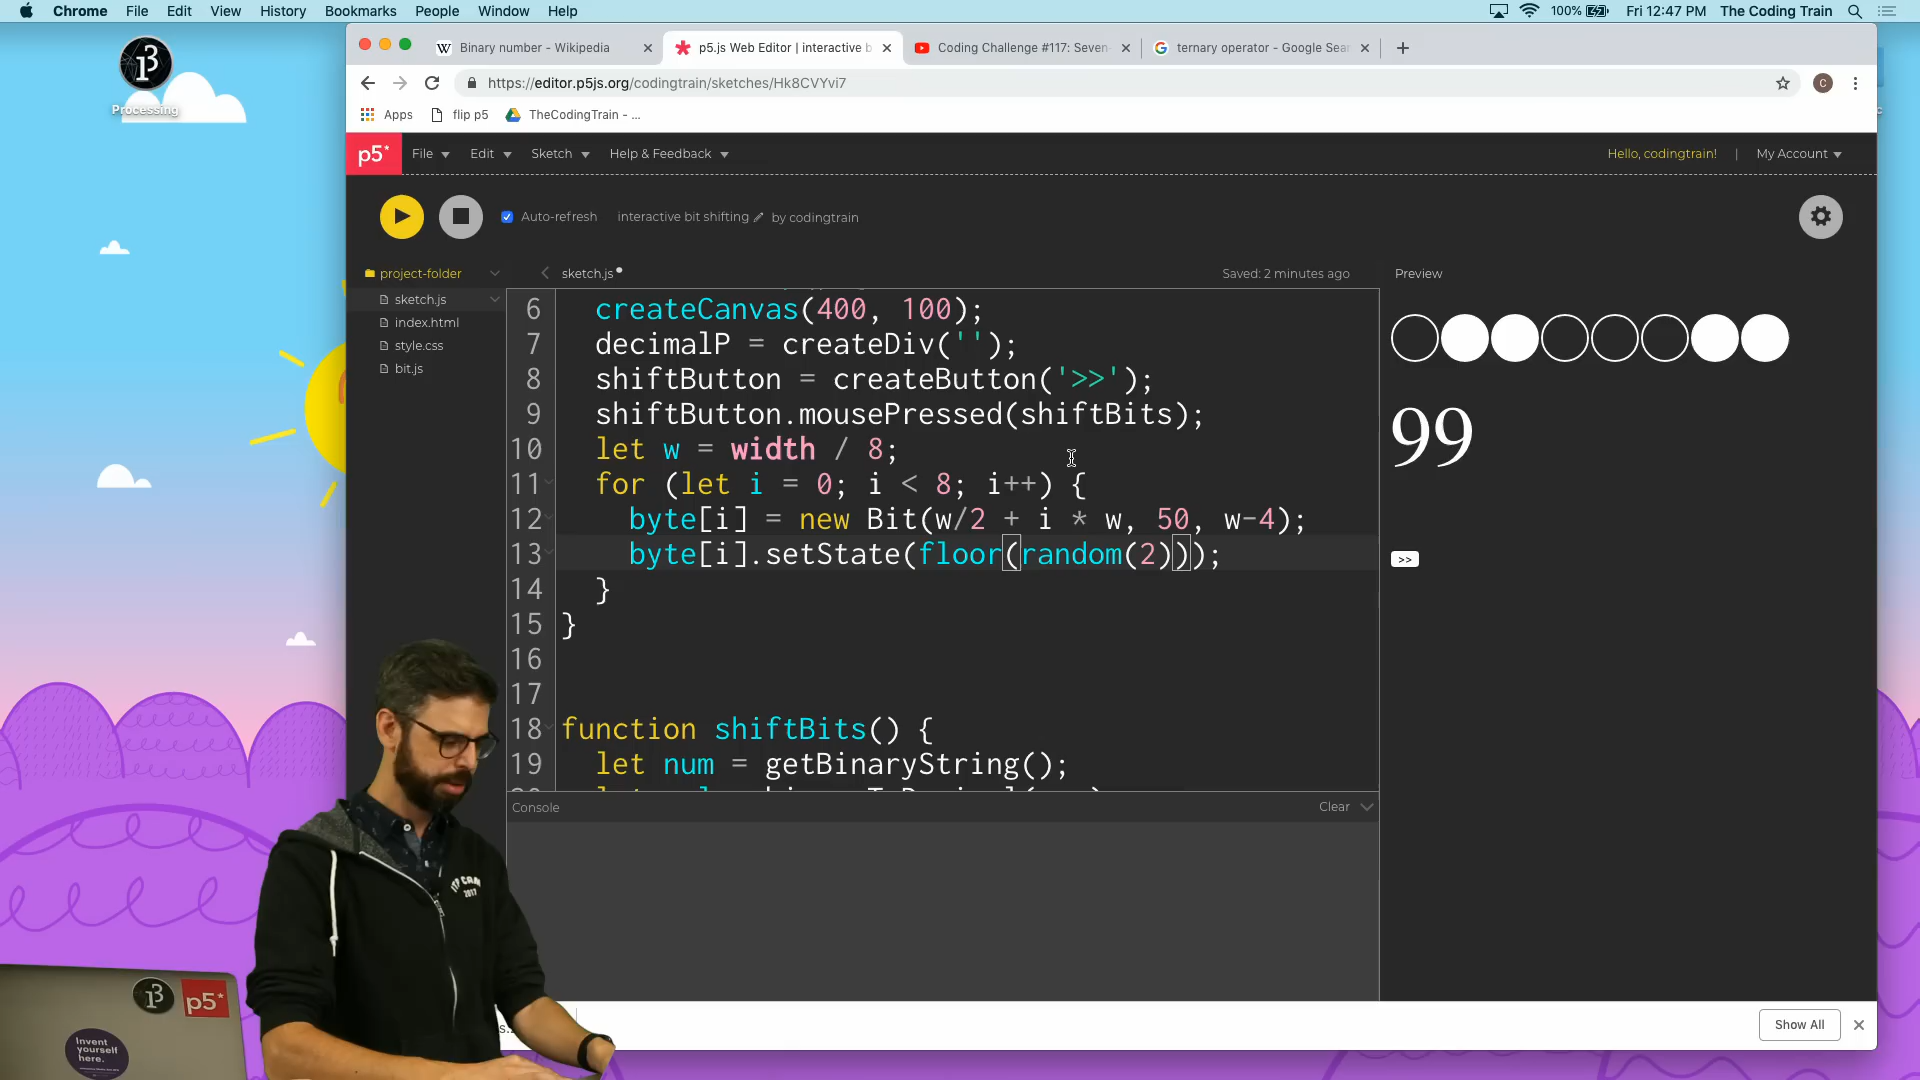 Chrome File Edit View History Bookmarks People Window Help 100% Fri 12:47 PM The Coding Train
Processing
W Binary number - Wikipedia
p5.js Web Editor | interactive b
Coding Challenge #117: Seven-
G ternary operator - Google Sear
https://editor.p5js.org/codingtrain/sketches/Hk8CVYvi7
C
Apps flip p5 TheCodingTrain - ...
p5* File Edit Sketch Help & Feedback Hello, codingtrain! | My Account
Auto-refresh interactive bit shifting by codingtrain
project-folder
sketch.js
index.html
style.css
bit.js
sketch.js Saved: 2 minutes ago Preview
6 createCanvas(400, 100);
7 decimalP = createDiv('');
8 shiftButton = createButton('>>');
9 shiftButton.mousePressed(shiftBits);
10 let w = width / 8;
11 for (let i = 0; i < 8; i++) {
12 byte[i] = new Bit(w/2 + i * w, 50, w-4);
13 byte[i].setState(floor(random(2)));
14 }
15 }
16
17
18 function shiftBits() {
19 let num = getBinaryString();
99
>>
Console Clear
Show All
ITP CAMP
2017
p5*
Invent
yourself
here.